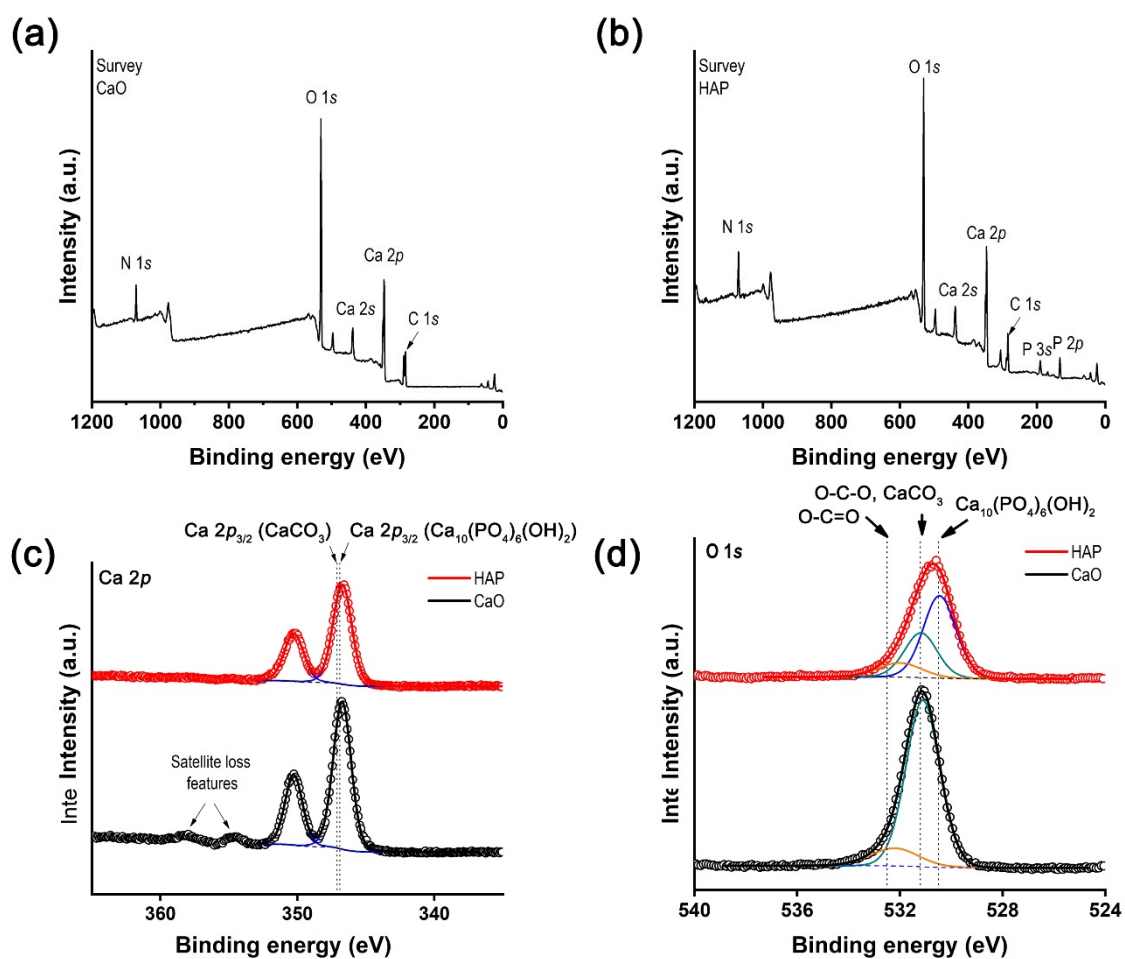 (a)
Survey
CaO
N 1s
O 1s
Ca 2s
Ca 2p
C 1s
Intensity (a.u.)
1200 1000 800 600 400 200 0
Binding energy (eV)
(b)
Survey
HAP
N 1s
O 1s
Ca 2s
Ca 2p
C 1s
P 3s P 2p
Intensity (a.u.)
1200 1000 800 600 400 200 0
Binding energy (eV)
(c)
Ca 2p3/2 (CaCO3) Ca 2p3/2 (Ca10(PO4)6(OH)2)
Ca 2p
HAP
CaO
Satellite loss
features
Inte Intensity (a.u.)
360 350 340
Binding energy (eV)
(d)
O-C-O, CaCO3
O-C=O
Ca10(PO4)6(OH)2
O 1s
HAP
CaO
Inte Intensity (a.u.)
540 536 532 528 524
Binding energy (eV)